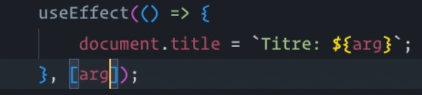 useEffect(() => {
document.title = `Titre: ${arg}`;
}, [arg]);